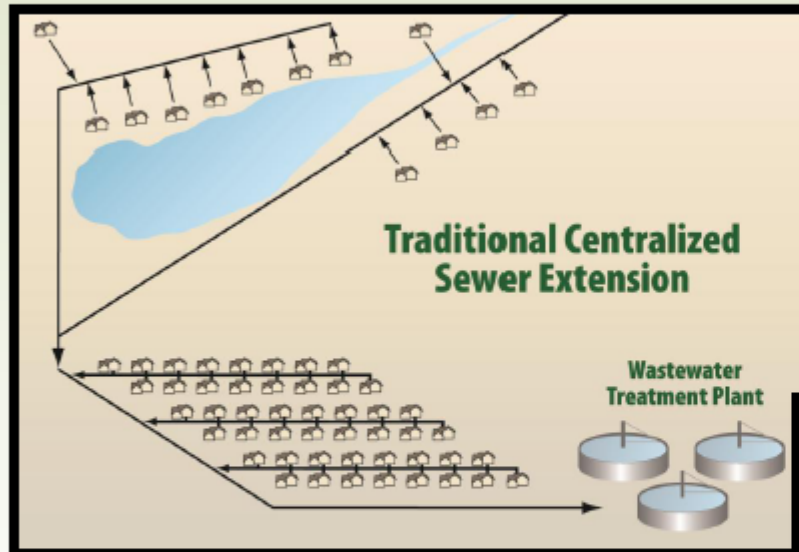 Traditional Centralized
Sewer Extension
Wastewater
Treatment Plant